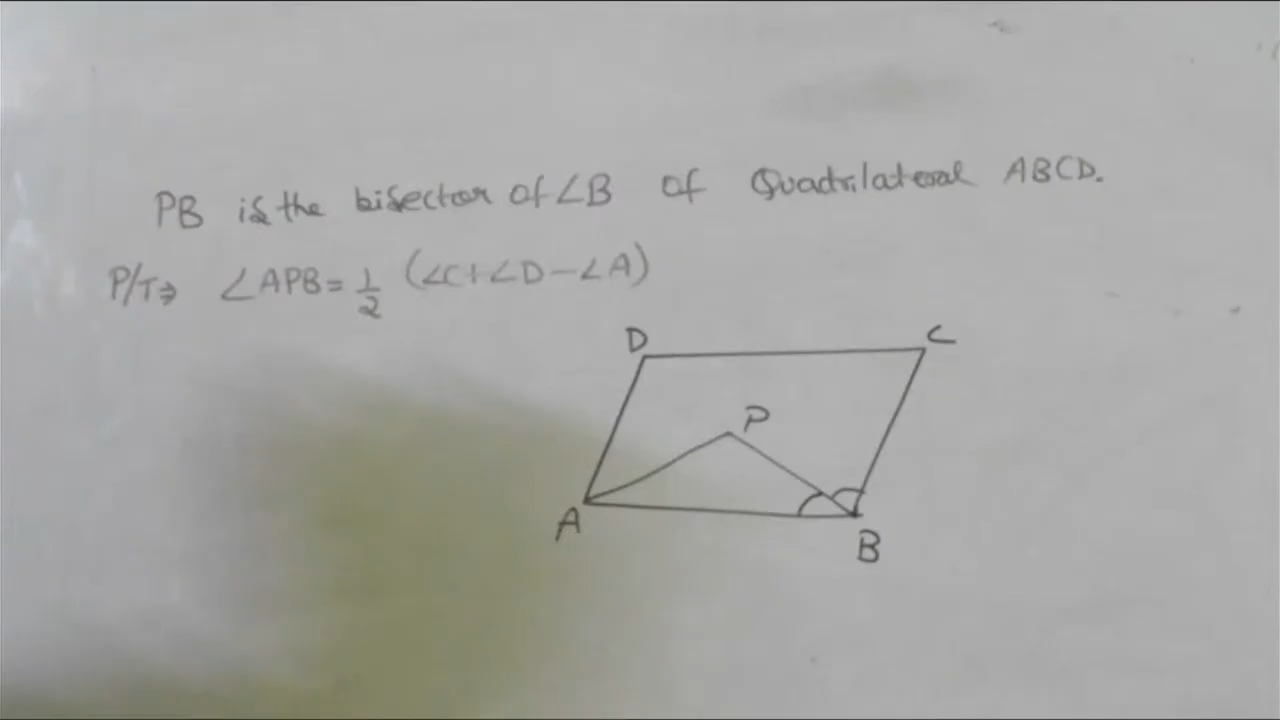 PB is the bisector of ∠B of Quadrilateral ABCD.
P/T⇒ ∠APB = 1/2 (∠C+∠D-∠A)
D C
P
A
B